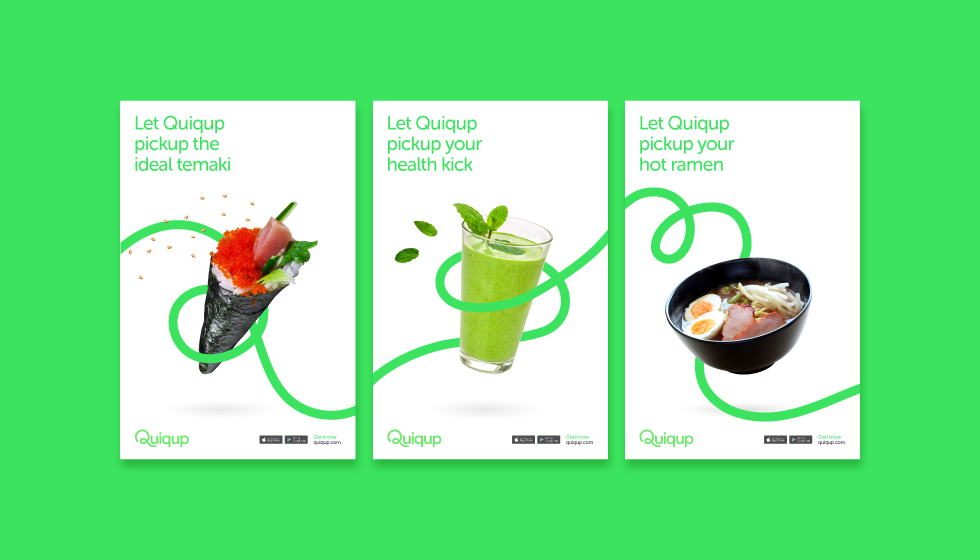 Let Quiqup
pickup the
ideal temaki
Quiqup
Get it now
quiqup.com
Let Quiqup
pickup your
health kick
Quiqup
Get it now
quiqup.com
Let Quiqup
pickup your
hot ramen
Quiqup
Get it now
quiqup.com